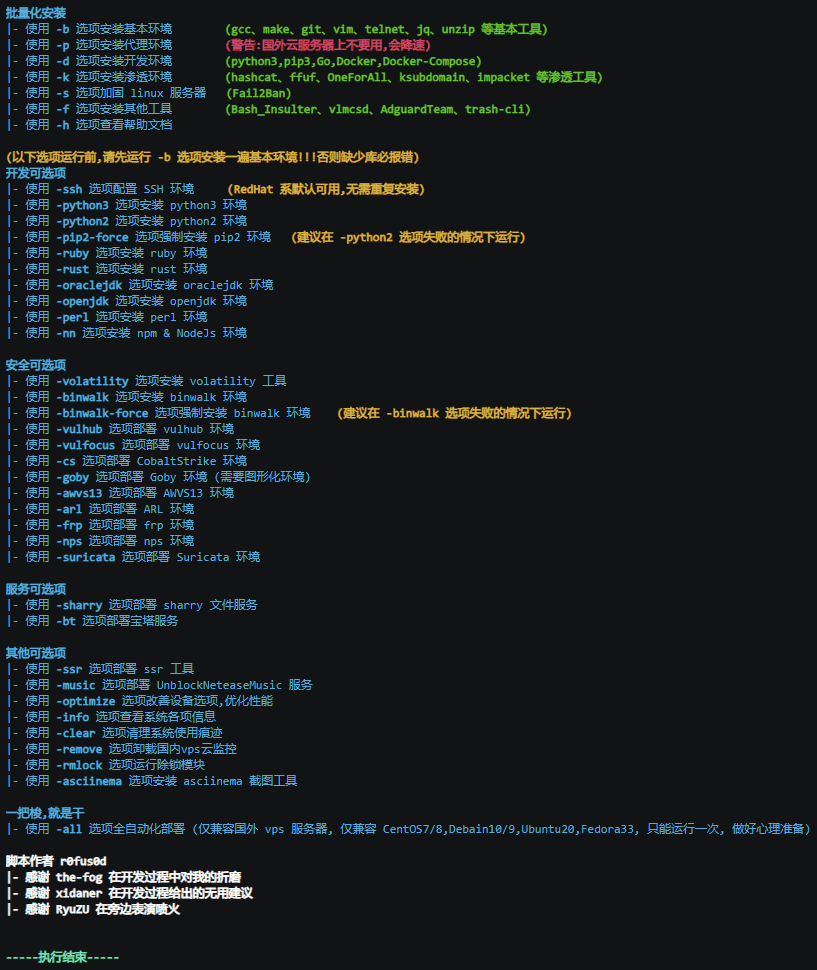 批量化安装
|- 使用 -b 选项安装基本环境 (gcc、make、git、vim、telnet、jq、unzip 等基本工具)
|- 使用 -p 选项安装代理环境 (警告:国外云服务器上不要用,会降速)
|- 使用 -d 选项安装开发环境 (python3,pip3,Go,Docker,Docker-Compose)
|- 使用 -k 选项安装渗透环境 (hashcat、ffuf、OneForAll、ksubdomain、impacket 等渗透工具)
|- 使用 -s 选项加固 linux 服务器 (Fail2Ban)
|- 使用 -f 选项安装其他工具 (Bash_Insulter、vlmcsd、AdguardTeam、trash-cli)
|- 使用 -h 选项查看帮助文档
(以下选项运行前,请先运行 -b 选项安装一遍基本环境!!!否则缺少库必报错)
开发可选项
|- 使用 -ssh 选项配置 SSH 环境 (RedHat 系默认可用,无需重复安装)
|- 使用 -python3 选项安装 python3 环境
|- 使用 -python2 选项安装 python2 环境
|- 使用 -pip2-force 选项强制安装 pip2 环境 (建议在 -python2 选项失败的情况下运行)
|- 使用 -ruby 选项安装 ruby 环境
|- 使用 -rust 选项安装 rust 环境
|- 使用 -oraclejdk 选项安装 oraclejdk 环境
|- 使用 -openjdk 选项安装 openjdk 环境
|- 使用 -perl 选项安装 perl 环境
|- 使用 -nn 选项安装 npm & NodeJs 环境
安全可选项
|- 使用 -volatility 选项安装 volatility 工具
|- 使用 -binwalk 选项安装 binwalk 环境
|- 使用 -binwalk-force 选项强制安装 binwalk 环境 (建议在 -binwalk 选项失败的情况下运行)
|- 使用 -vulhub 选项部署 vulhub 环境
|- 使用 -vulfocus 选项部署 vulfocus 环境
|- 使用 -cs 选项部署 CobaltStrike 环境
|- 使用 -goby 选项部署 Goby 环境 (需要图形化环境)
|- 使用 -awvs13 选项部署 AWVS13 环境
|- 使用 -arl 选项部署 ARL 环境
|- 使用 -frp 选项部署 frp 环境
|- 使用 -nps 选项部署 nps 环境
|- 使用 -suricata 选项部署 Suricata 环境
服务可选项
|- 使用 -sharry 选项部署 sharry 文件服务
|- 使用 -bt 选项部署宝塔服务
其他可选项
|- 使用 -ssr 选项部署 ssr 工具
|- 使用 -music 选项部署 UnblockNeteaseMusic 服务
|- 使用 -optimize 选项改善设备选项,优化性能
|- 使用 -info 选项查看系统各项信息
|- 使用 -clear 选项清理系统使用痕迹
|- 使用 -remove 选项卸载国内vps云监控
|- 使用 -rmlock 选项运行除锁模块
|- 使用 -asciinema 选项安装 asciinema 截图工具
一把梭,就是干
|- 使用 -all 选项全自动化部署 (仅兼容国外 vps 服务器, 仅兼容 CentOS7/8,Debain10/9,Ubuntu20,Fedora33, 只能运行一次, 做好心理准备)
脚本作者 r0fus0d
|- 感谢 the-fog 在开发过程中对我的折磨
|- 感谢 xidaner 在开发过程给出的无用建议
|- 感谢 RyuZU 在旁边表演喷火
-----执行结束-----